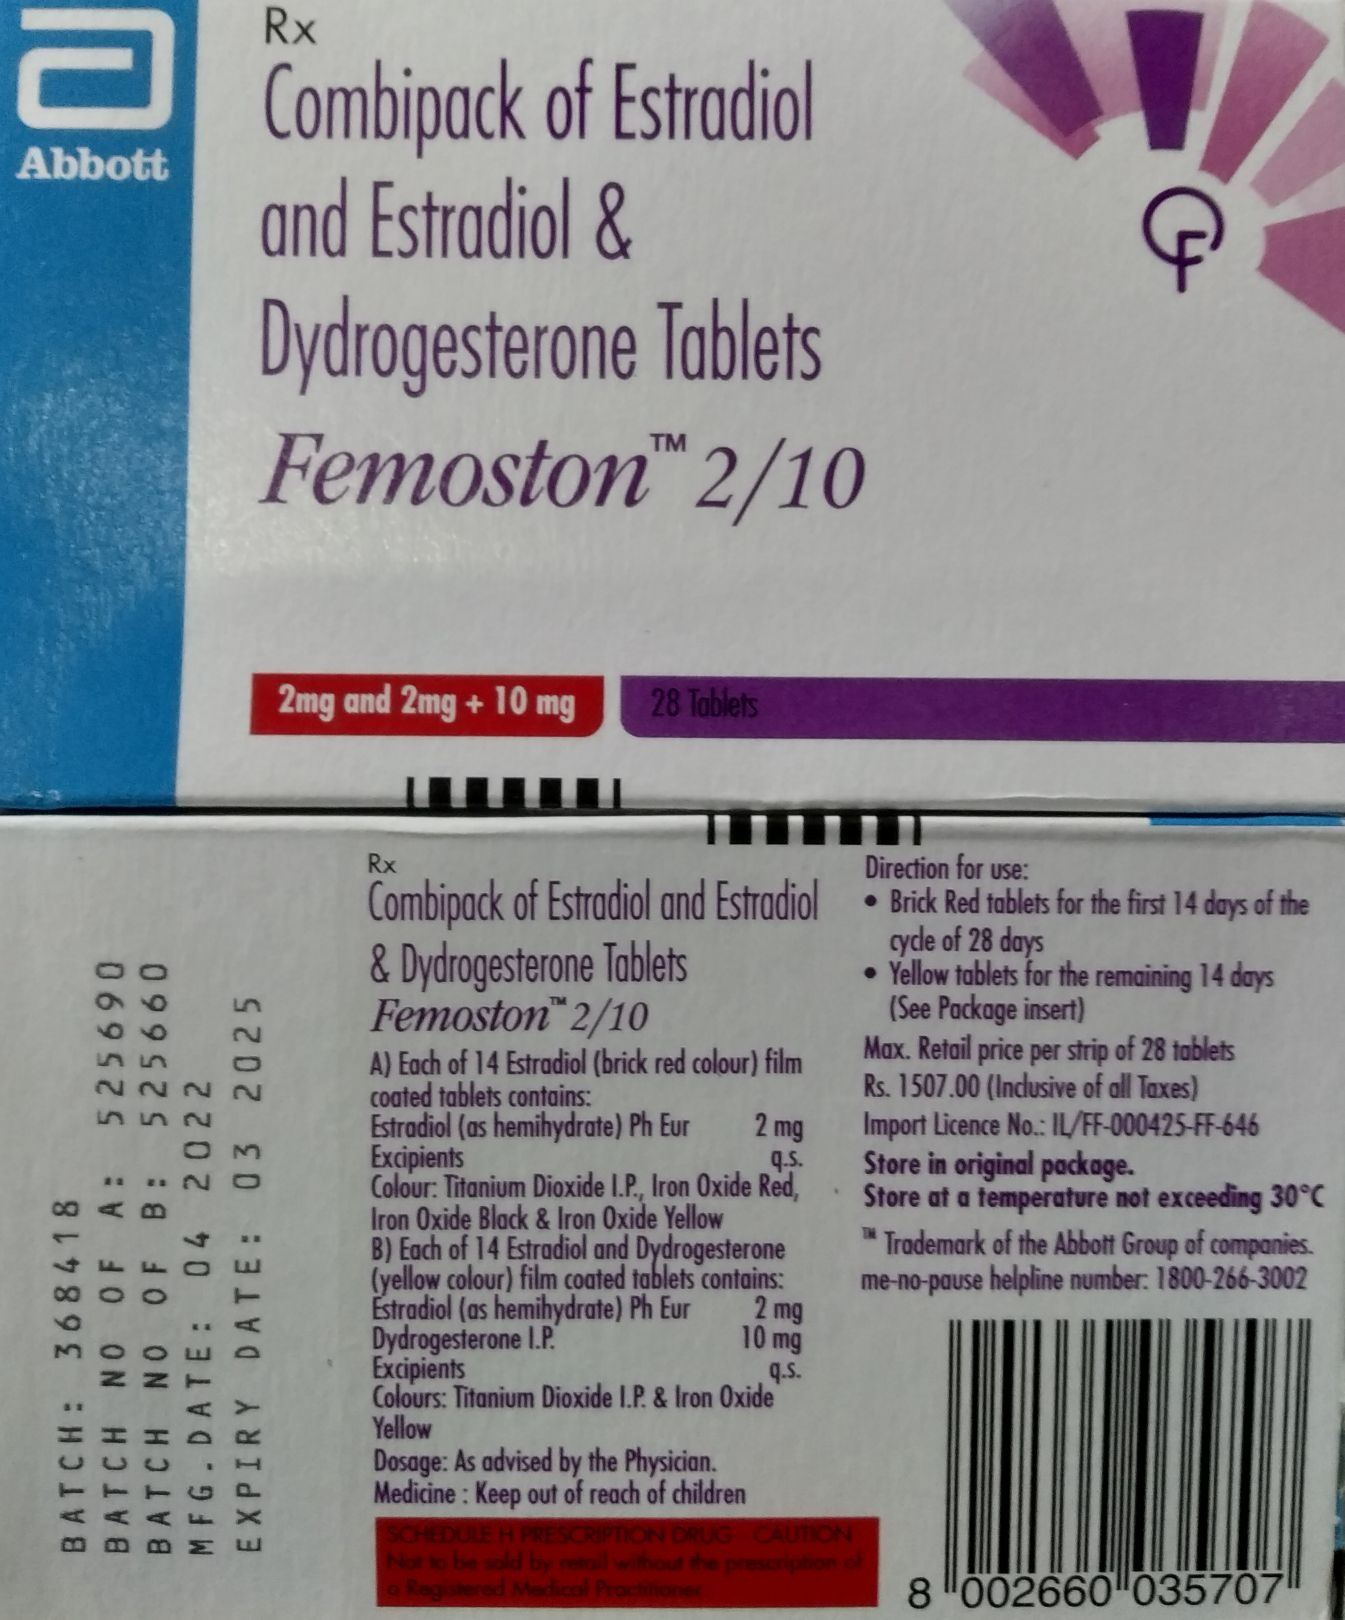 Abbott
Rx
Combipack of Estradiol
and Estradiol &
Dydrogesterone Tablets
Femoston™ 2/10
2mg and 2mg + 10 mg
28 Tablets
BATCH: 368418
BATCH NO OF A: 525690
BATCH NO OF B: 525660
MFG.DATE: 04 2022
EXPIRY DATE: 03 2025
Rx
Combipack of Estradiol and Estradiol
& Dydrogesterone Tablets
Femoston™ 2/10
A) Each of 14 Estradiol (brick red colour) film
coated tablets contains:
Estradiol (as hemihydrate) Ph Eur 2 mg
Excipients q.s.
Colour: Titanium Dioxide I.P., Iron Oxide Red,
Iron Oxide Black & Iron Oxide Yellow
B) Each of 14 Estradiol and Dydrogesterone
(yellow colour) film coated tablets contains:
Estradiol (as hemihydrate) Ph Eur 2 mg
Dydrogesterone I.P. 10 mg
Excipients q.s.
Colours: Titanium Dioxide I.P. & Iron Oxide
Yellow
Dosage: As advised by the Physician.
Medicine : Keep out of reach of children
SCHEDULE H PRESCRIPTION DRUG CAUTION
Not to be sold by retail without the prescription of
a Registered Medical Practitioner
Direction for use:
• Brick Red tablets for the first 14 days of the
cycle of 28 days
• Yellow tablets for the remaining 14 days
(See Package insert)
Max. Retail price per strip of 28 tablets
Rs. 1507.00 (Inclusive of all Taxes)
Import Licence No.: IL/FF-000425-FF-646
Store in original package.
Store at a temperature not exceeding 30°C
™ Trademark of the Abbott Group of companies.
me-no-pause helpline number: 1800-266-3002
8 002660 035707